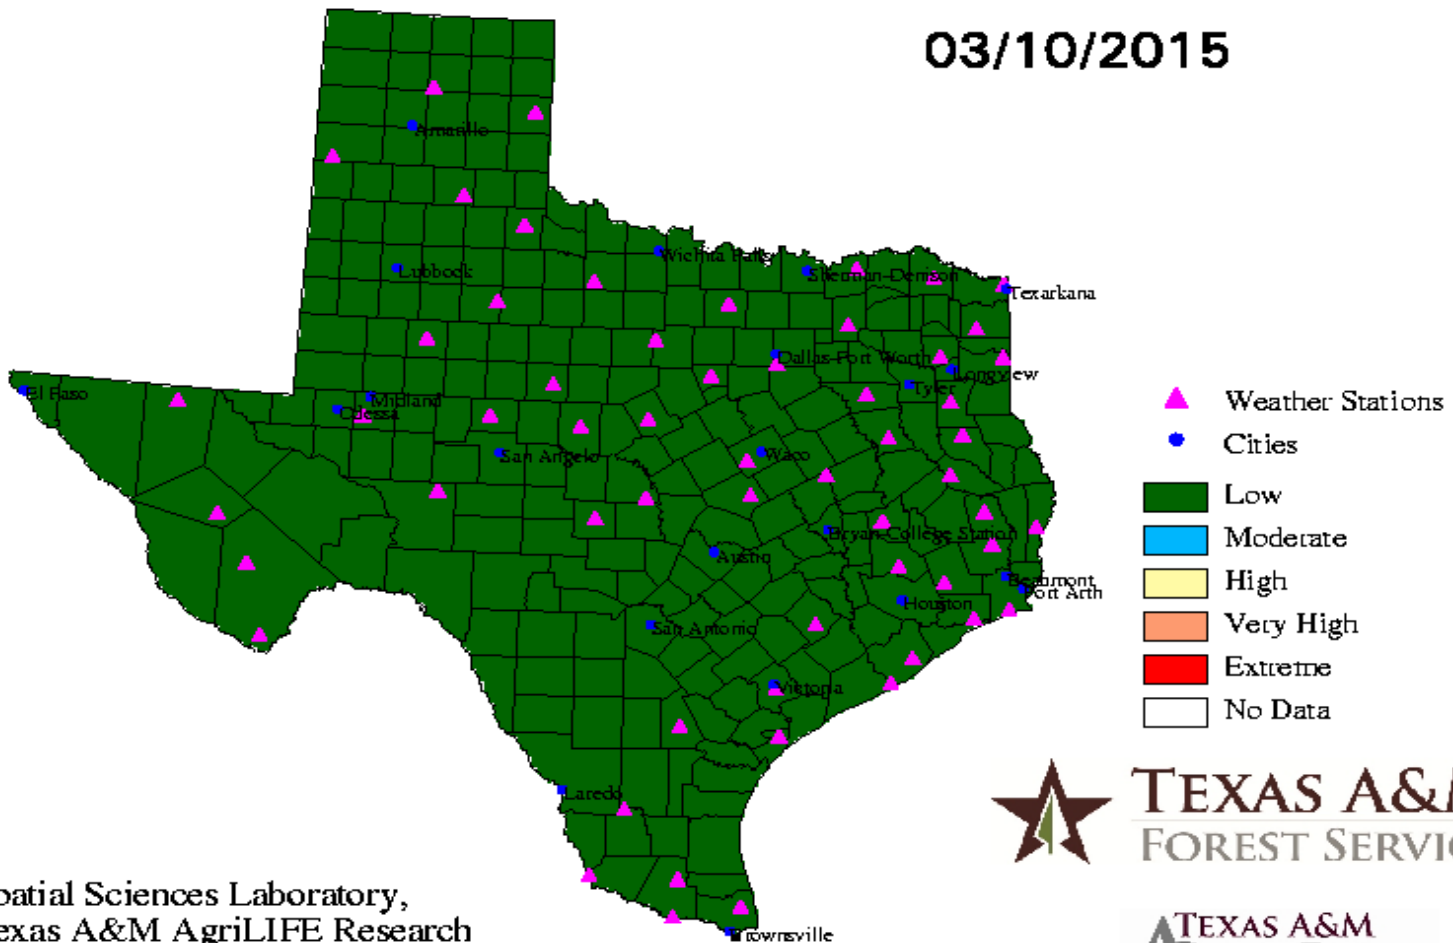 03/10/2015
Amarillo
Wichita Falls
Lubbock
Sherman-Denison
Texarkana
Dallas-Fort Worth
Longview
Tyler
El Paso
Midland
Odessa
San Angelo
Waco
Bryan-College Station
Austin
Beaumont
Port Arth
Houston
San Antonio
Victoria
Laredo
Brownsville
Weather Stations
Cities
Low
Moderate
High
Very High
Extreme
No Data
TEXAS A&M
FOREST SERVIC
patial Sciences Laboratory,
exas A&M AgriLIFE Research
TEXAS A&M